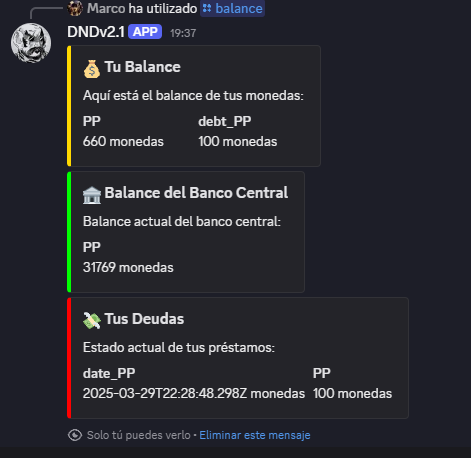 Marco ha utilizado balance
DNDv2.1 APP 19:37
Tu Balance
Aquí está el balance de tus monedas:
PP debt_PP
660 monedas 100 monedas
Balance del Banco Central
Balance actual del banco central:
PP
31769 monedas
Tus Deudas
Estado actual de tus préstamos:
date_PP PP
2025-03-29T22:28:48.298Z monedas 100 monedas
Solo tú puedes verlo • Eliminar este mensaje